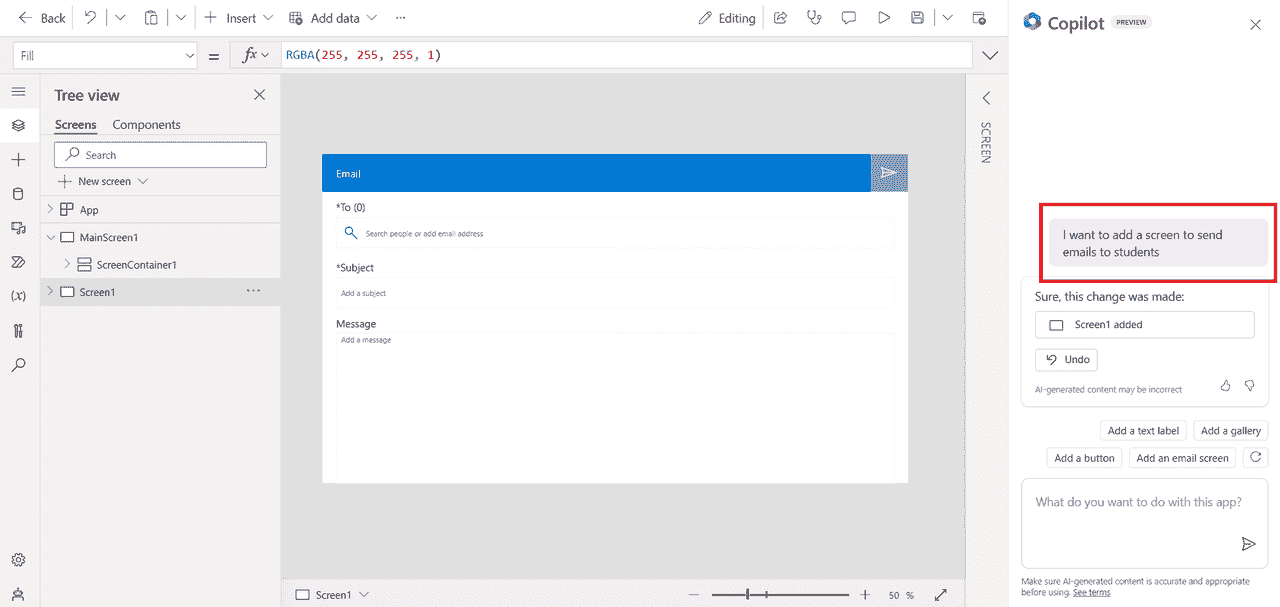 Back
Insert
Add data
...
Editing
Copilot PREVIEW
Fill
=
fx
RGBA(255, 255, 255, 1)
Tree view
Screens
Components
Search
New screen
App
MainScreen1
ScreenContainer1
Screen1
...
Email
*To (0)
Search people or add email address
*Subject
Add a subject
Message
Add a message
SCREEN
I want to add a screen to send
emails to students
Sure, this change was made:
Screen1 added
Undo
AI-generated content may be incorrect
Add a text label
Add a gallery
Add a button
Add an email screen
What do you want to do with this app?
Make sure AI-generated content is accurate and appropriate
before using. See terms
(x)
Screen1
50 %